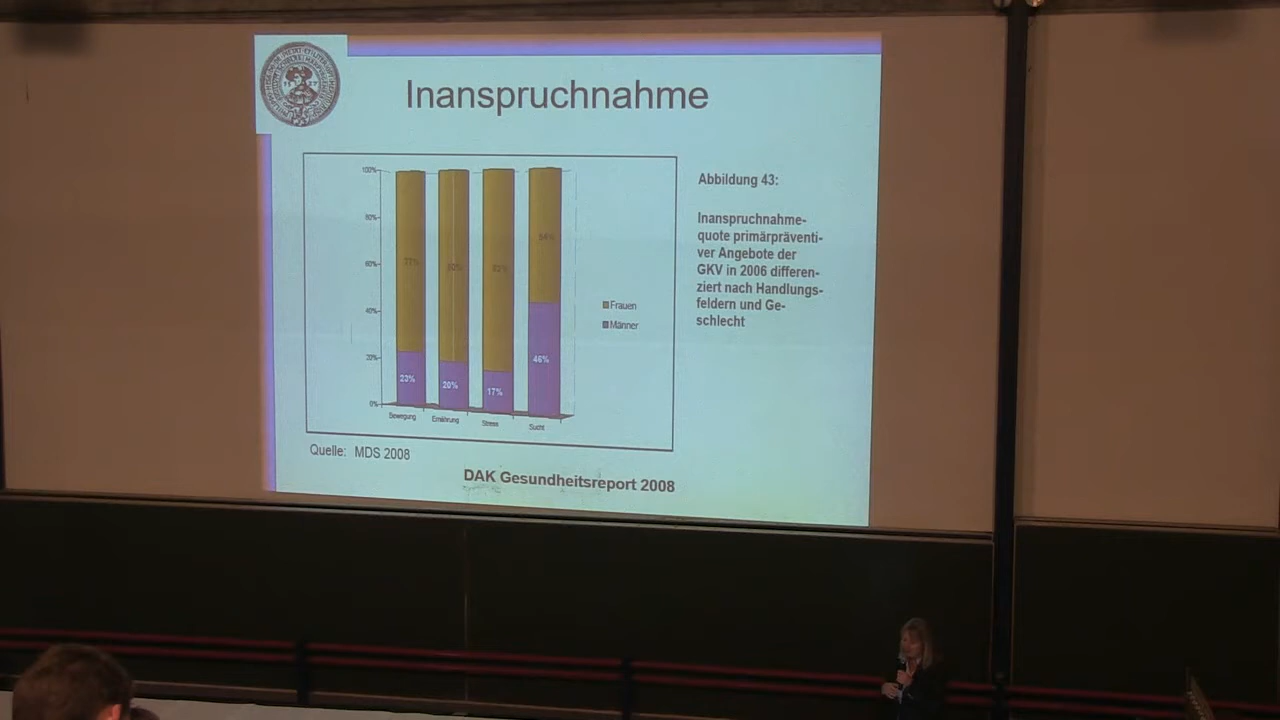 Inanspruchnahme
100%
80%
60%
40%
20%
0%
77%
80%
54%
23%
20%
17%
46%
Bewegung
Ernährung
Stress
Sucht
Frauen
Männer
Abbildung 43:
Inanspruchnahme-
quote primärpräventi-
ver Angebote der
GKV in 2006 differen-
ziert nach Handlungs-
feldern und Ge-
schlecht
Quelle: MDS 2008
DAK Gesundheitsreport 2008